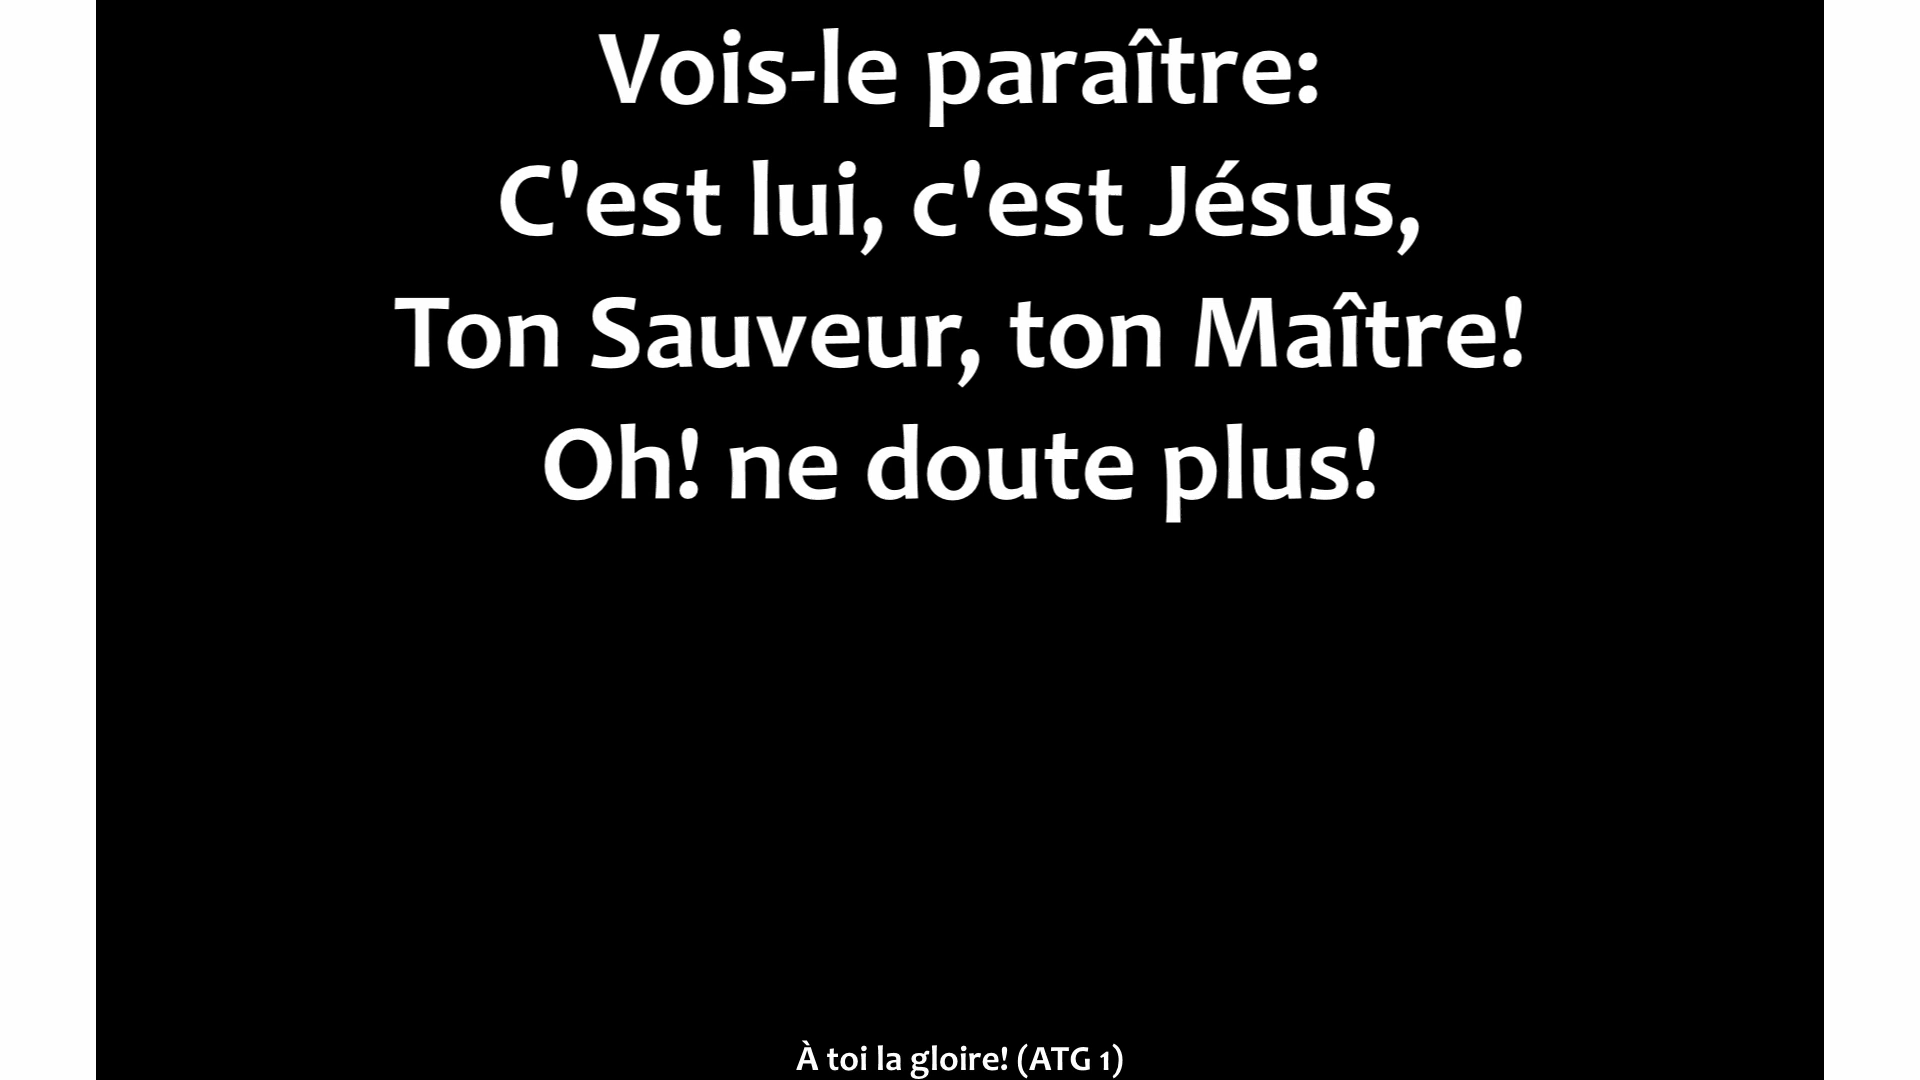 Vois-le paraître:
C'est lui, c'est Jésus,
Ton Sauveur, ton Maître!
Oh! ne doute plus!
À toi la gloire! (ATG 1)